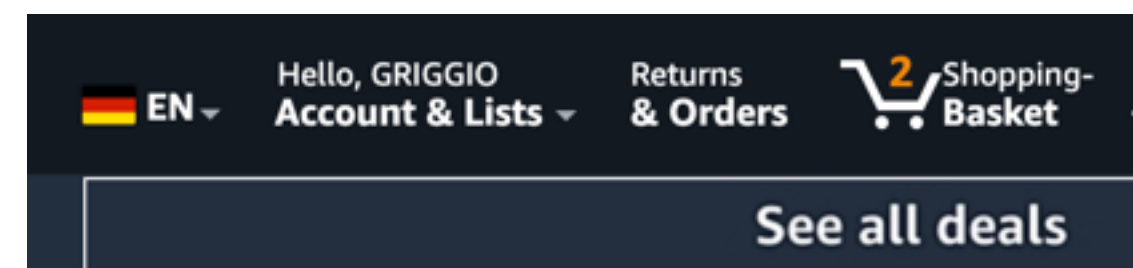 EN
Hello, GRIGGIO
Account & Lists
Returns
& Orders
2
Shopping-
Basket
See all deals